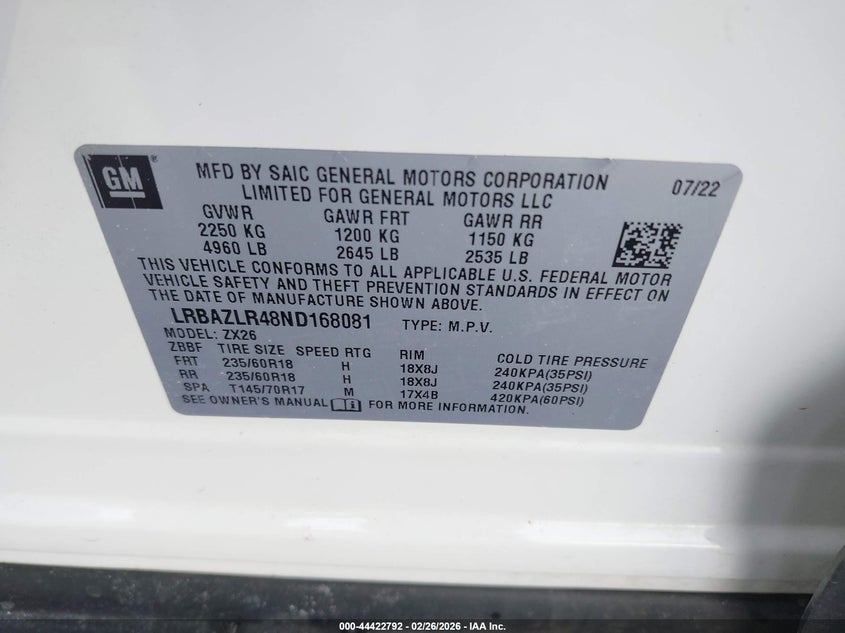 GM ®
MFD BY SAIC GENERAL MOTORS CORPORATION 07/22
LIMITED FOR GENERAL MOTORS LLC
GVWR GAWR FRT GAWR RR
2250 KG 1200 KG 1150 KG
4960 LB 2645 LB 2535 LB
THIS VEHICLE CONFORMS TO ALL APPLICABLE U.S. FEDERAL MOTOR
VEHICLE SAFETY AND THEFT PREVENTION STANDARDS IN EFFECT ON
THE DATE OF MANUFACTURE SHOWN ABOVE.
LRBAZLR48ND168081 TYPE: M.P.V.
MODEL: ZX26
ZBBF TIRE SIZE SPEED RTG RIM COLD TIRE PRESSURE
FRT 235/60R18 H 18X8J 240KPA(35PSI)
RR 235/60R18 H 18X8J 240KPA(35PSI)
SPA T145/70R17 M 17X4B 420KPA(60PSI)
SEE OWNER'S MANUAL FOR MORE INFORMATION.
000-44422792 - 02/26/2026 - IAA Inc.